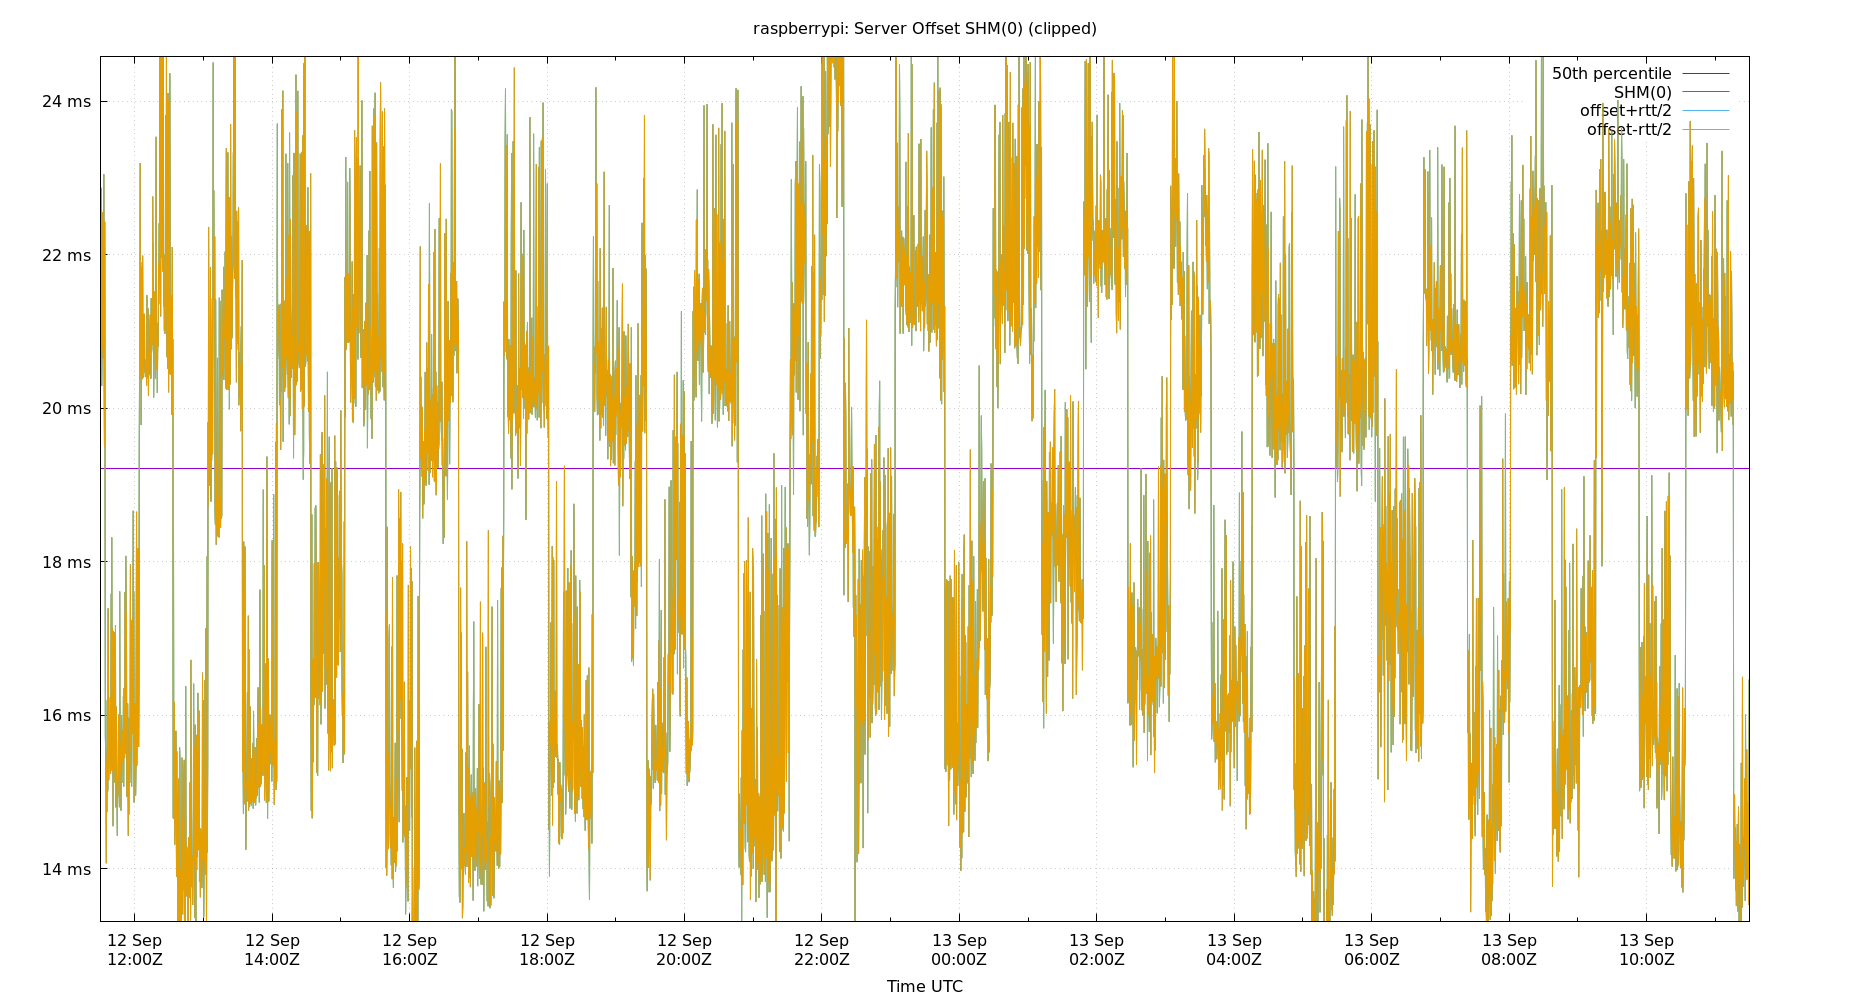 raspberrypi: Server Offset SHM(0) (clipped)
50th percentile
SHM(0)
offset+rtt/2
offset-rtt/2
24 ms
22 ms
20 ms
18 ms
16 ms
14 ms
12 Sep 12 Sep 12 Sep 12 Sep 12 Sep 12 Sep 13 Sep 13 Sep 13 Sep 13 Sep 13 Sep 13 Sep
12:00Z 14:00Z 16:00Z 18:00Z 20:00Z 22:00Z 00:00Z 02:00Z 04:00Z 06:00Z 08:00Z 10:00Z
Time UTC